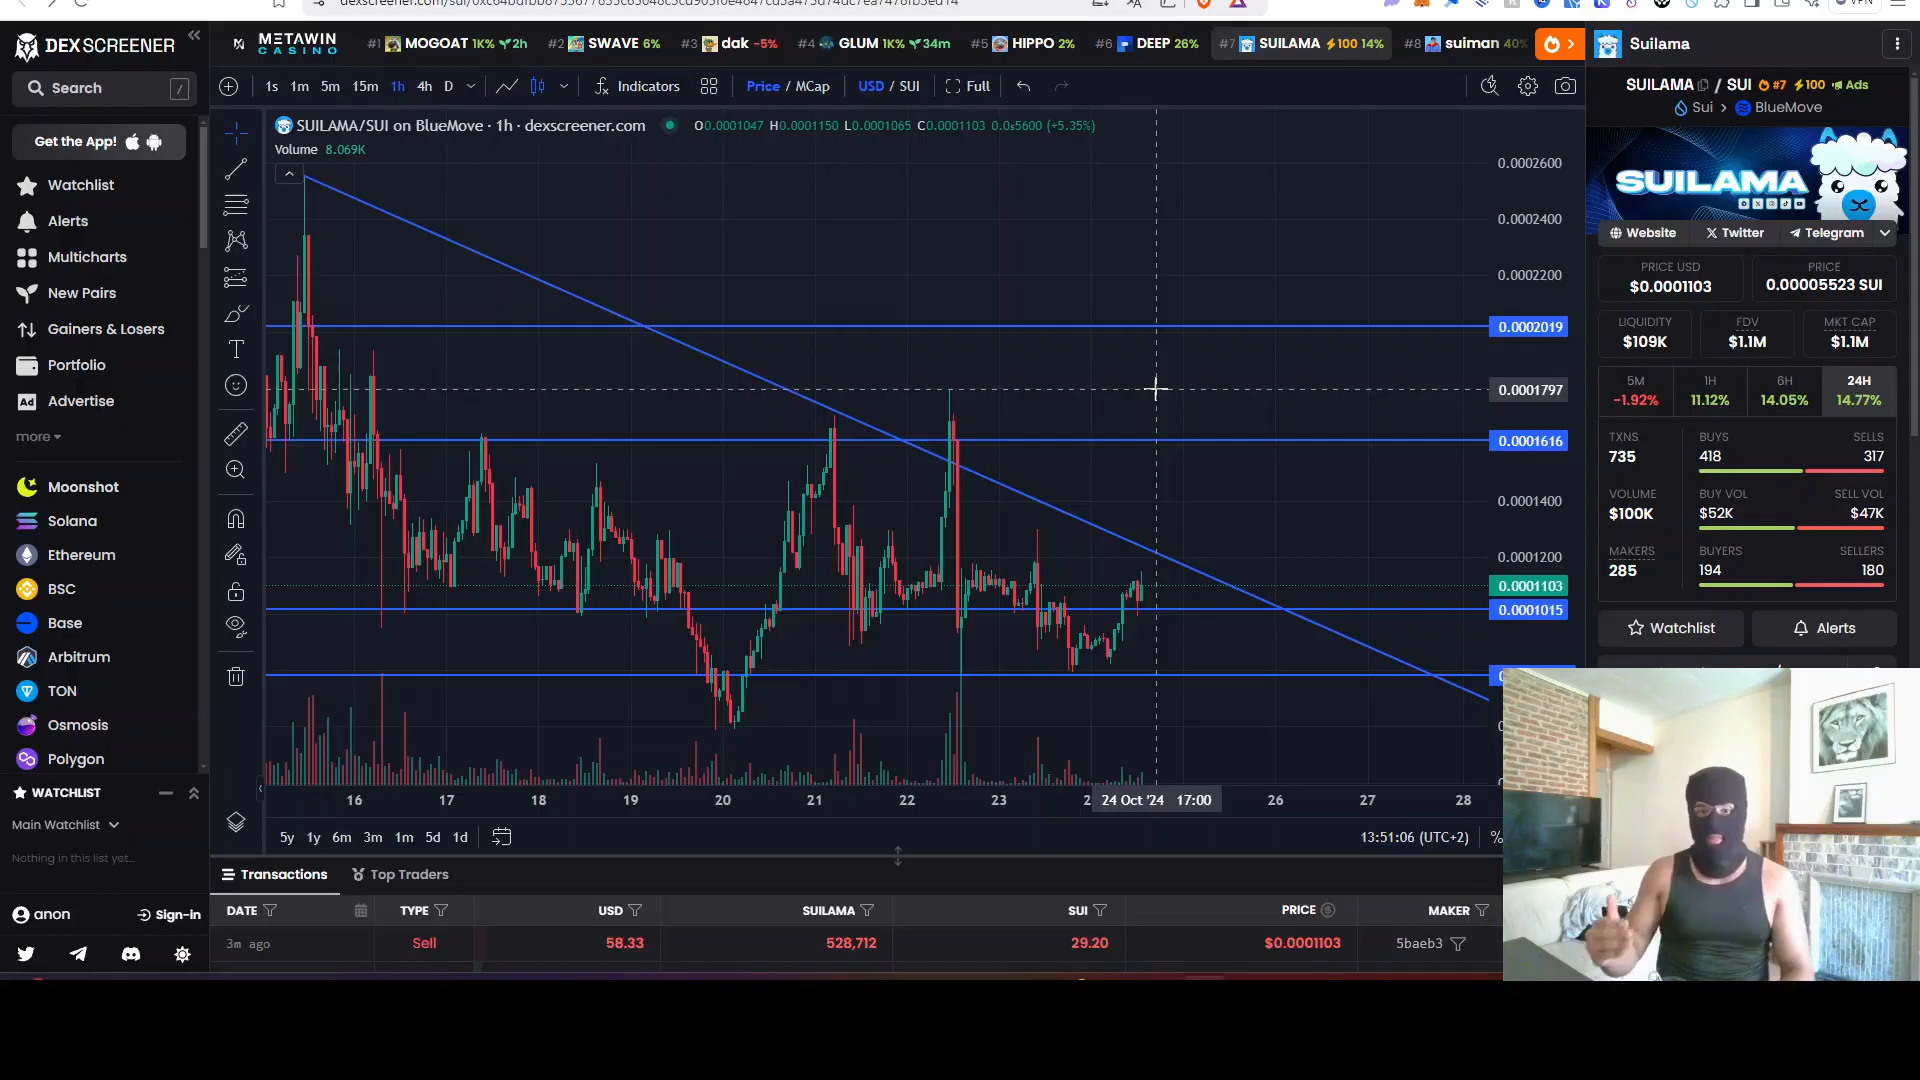 DEX SCREENER
Search /
Get the App!
Watchlist
Alerts
Multicharts
New Pairs
Gainers & Losers
Portfolio
Ad Advertise
more
Moonshot
Solana
Ethereum
BSC
Base
Arbitrum
TON
Osmosis
Polygon
WATCHLIST
Main Watchlist
Nothing in this list yet...
anon Sign-in
METAWIN CASINO
#1 MOGOAT 1K% 2h #2 SWAVE 6% #3 dak -5% #4 GLUM 1K% 34m #5 HIPPO 2% #6 DEEP 26% #7 SUILAMA 100 14% #8 suiman 40%
1s 1m 5m 15m 1h 4h D Indicators Price / MCap USD / SUI Full
SUILAMA/SUI on BlueMove · 1h · dexscreener.com O0.0001047 H0.0001150 L0.0001065 C0.0001103 0.0₅5600 (+5.35%)
Volume 8.069K
0.0002600
0.0002400
0.0002200
0.0002019
0.0001797
0.0001616
0.0001400
0.0001200
0.0001103
0.0001015
16 17 18 19 20 21 22 23 24 Oct '24 17:00 26 27 28
5y 1y 6m 3m 1m 5d 1d 13:51:06 (UTC+2) %
Transactions Top Traders
DATE TYPE USD SUILAMA SUI PRICE MAKER
3m ago Sell 58.33 528,712 29.20 $0.0001103 5baeb3
VPN
Suilama
SUILAMA / SUI #7 100 Ads
Sui > BlueMove
SUILAMA
Website Twitter Telegram
PRICE USD PRICE
$0.0001103 0.00005523 SUI
LIQUIDITY FDV MKT CAP
$109K $1.1M $1.1M
5M 1H 6H 24H
-1.92% 11.12% 14.05% 14.77%
TXNS BUYS SELLS
735 418 317
VOLUME BUY VOL SELL VOL
$100K $52K $47K
MAKERS BUYERS SELLERS
285 194 180
Watchlist Alerts